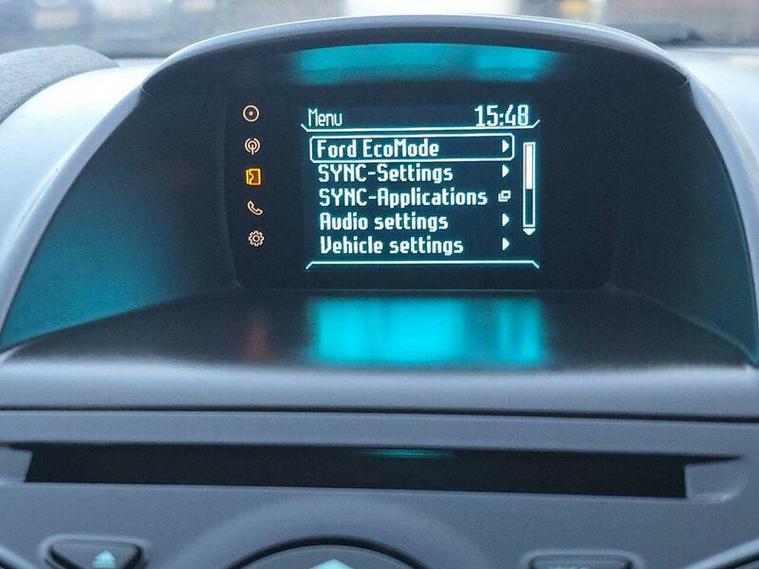 Menu 15:48
Ford EcoMode
SYNC-Settings
SYNC-Applications
Audio settings
Vehicle settings